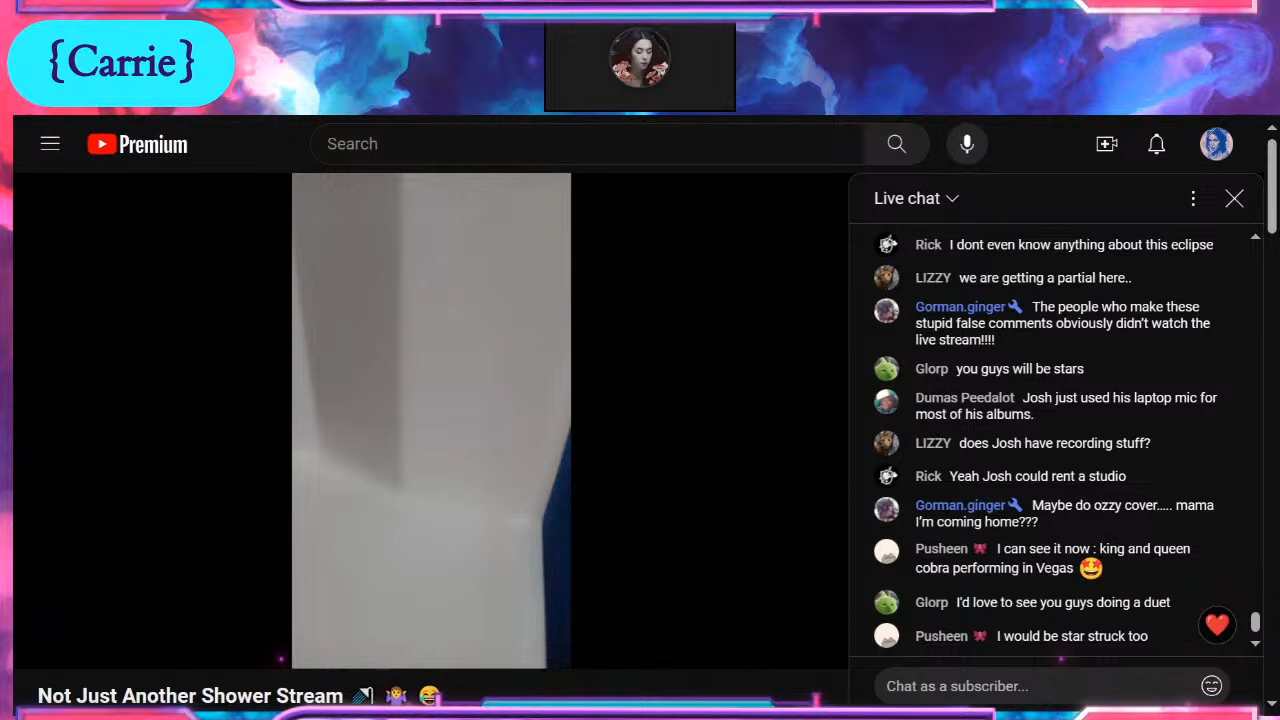 {Carrie}
Premium
Search
Live chat
Rick I dont even know anything about this eclipse
LIZZY we are getting a partial here..
Gorman.ginger The people who make these
stupid false comments obviously didn't watch the
live stream!!!!
Glorp you guys will be stars
Dumas Peedalot Josh just used his laptop mic for
most of his albums.
LIZZY does Josh have recording stuff?
Rick Yeah Josh could rent a studio
Gorman.ginger Maybe do ozzy cover..... mama
I'm coming home???
Pusheen 🎀 I can see it now : king and queen
cobra performing in Vegas 🤩
Glorp I'd love to see you guys doing a duet
Pusheen 🎀 I would be star struck too
Chat as a subscriber...
Not Just Another Shower Stream 🚿 🤷‍♀️ 😂